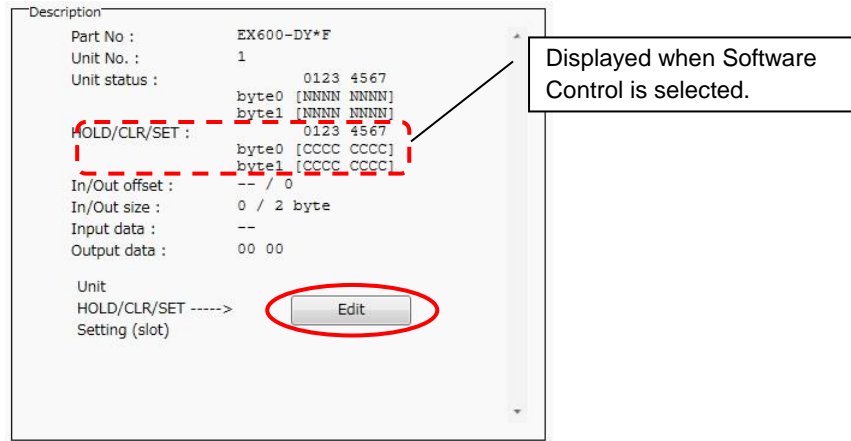 Description
Part No : EX600-DY*F
Unit No. : 1
Unit status : 0123 4567
byte0 [NNNN NNNN]
byte1 [NNNN NNNN]
HOLD/CLR/SET : 0123 4567
byte0 [CCCC CCCC]
byte1 [CCCC CCCC]
In/Out offset : -- / 0
In/Out size : 0 / 2 byte
Input data : --
Output data : 00 00
Unit
HOLD/CLR/SET -----> Edit
Setting (slot)
Displayed when Software
Control is selected.